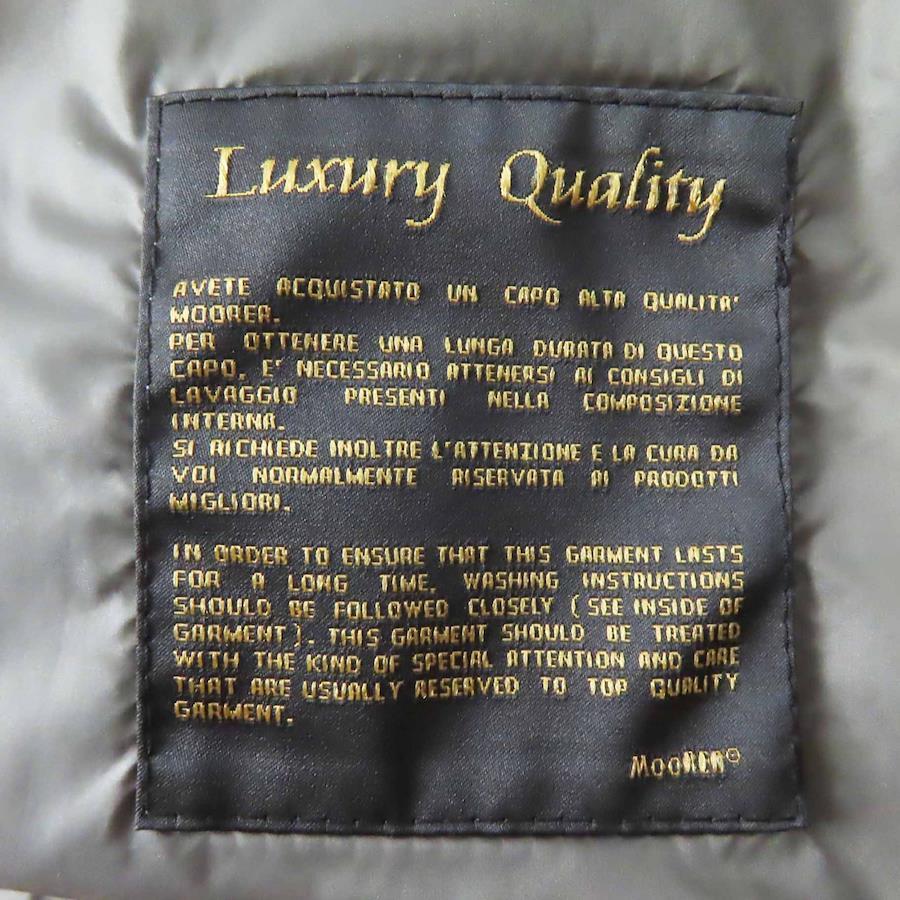 Luxury Quality
AVETE ACQUISTATO UN CAPO ALTA QUALITA'
MOORER.
PER OTTENERE UNA LUNGA DURATA DI QUESTO
CAPO, E' NECESSARIO ATTENERSI AI CONSIGLI DI
LAVAGGIO PRESENTI NELLA COMPOSIZIONE
INTERNA.
SI RICHIEDE INOLTRE L'ATTENZIONE E LA CURA DA
VOI NORMALMENTE RISERVATA AI PRODOTTI
MIGLIORI.
IN ORDER TO ENSURE THAT THIS GARMENT LASTS
FOR A LONG TIME, WASHING INSTRUCTIONS
SHOULD BE FOLLOWED CLOSELY (SEE INSIDE OF
GARMENT). THIS GARMENT SHOULD BE TREATED
WITH THE KIND OF SPECIAL ATTENTION AND CARE
THAT ARE USUALLY RESERVED TO TOP QUALITY
GARMENT.
MOORER®